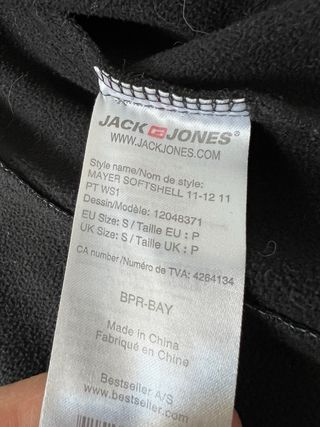 JACK & JONES®
WWW.JACKJONES.COM
Style name/Nom de style:
MAYER SOFTSHELL 11-12 11
PT WS1
Dessin/Modèle: 12048371
EU Size: S / Taille EU : P
UK Size: S / Taille UK : P
CA number/Numéro de TVA: 4264134
BPR-BAY
Made in China
Fabriqué en Chine
Bestseller A/S
www.bestseller.com